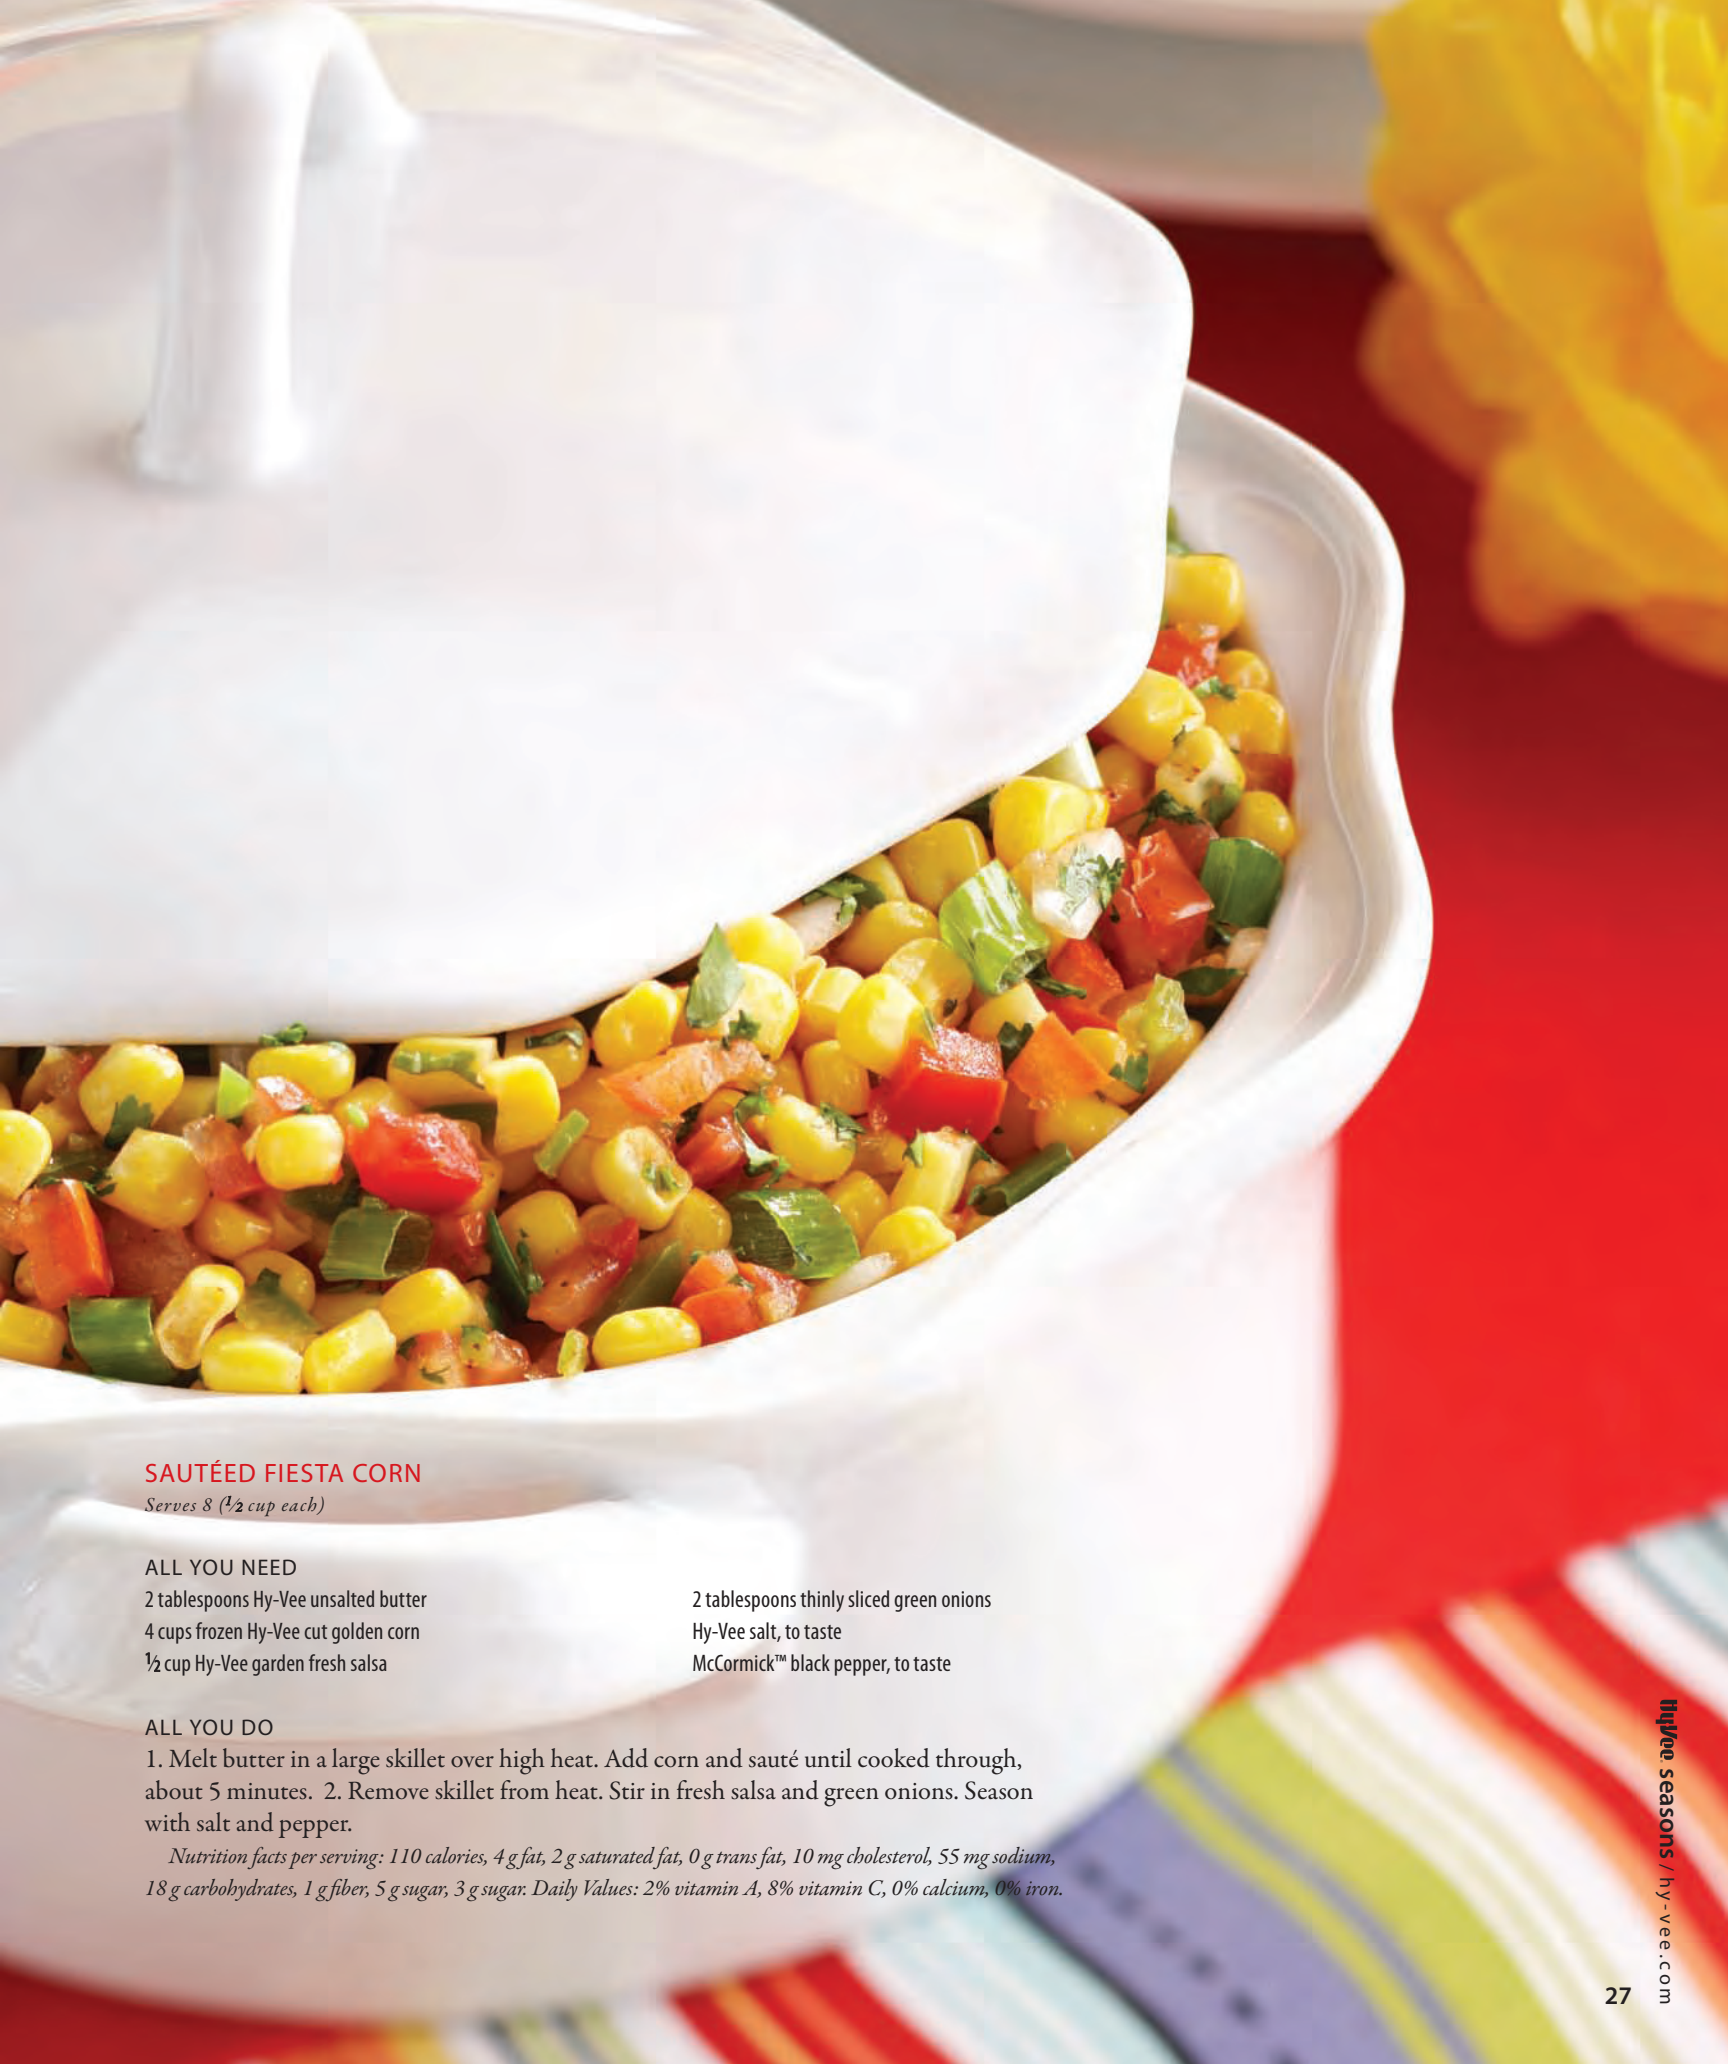 SAUTÉED FIESTA CORN
Serves 8 (½ cup each)
ALL YOU NEED
2 tablespoons Hy-Vee unsalted butter
4 cups frozen Hy-Vee cut golden corn
½ cup Hy-Vee garden fresh salsa
2 tablespoons thinly sliced green onions
Hy-Vee salt, to taste
McCormick™ black pepper, to taste
ALL YOU DO
1. Melt butter in a large skillet over high heat. Add corn and sauté until cooked through,
about 5 minutes.  2. Remove skillet from heat. Stir in fresh salsa and green onions. Season
with salt and pepper.
Nutrition facts per serving: 110 calories, 4 g fat, 2 g saturated fat, 0 g trans fat, 10 mg cholesterol, 55 mg sodium,
18 g carbohydrates, 1 g fiber, 5 g sugar, 3 g sugar. Daily Values: 2% vitamin A, 8% vitamin C, 0% calcium, 0% iron.
HyVee seasons / hy-vee.com
27